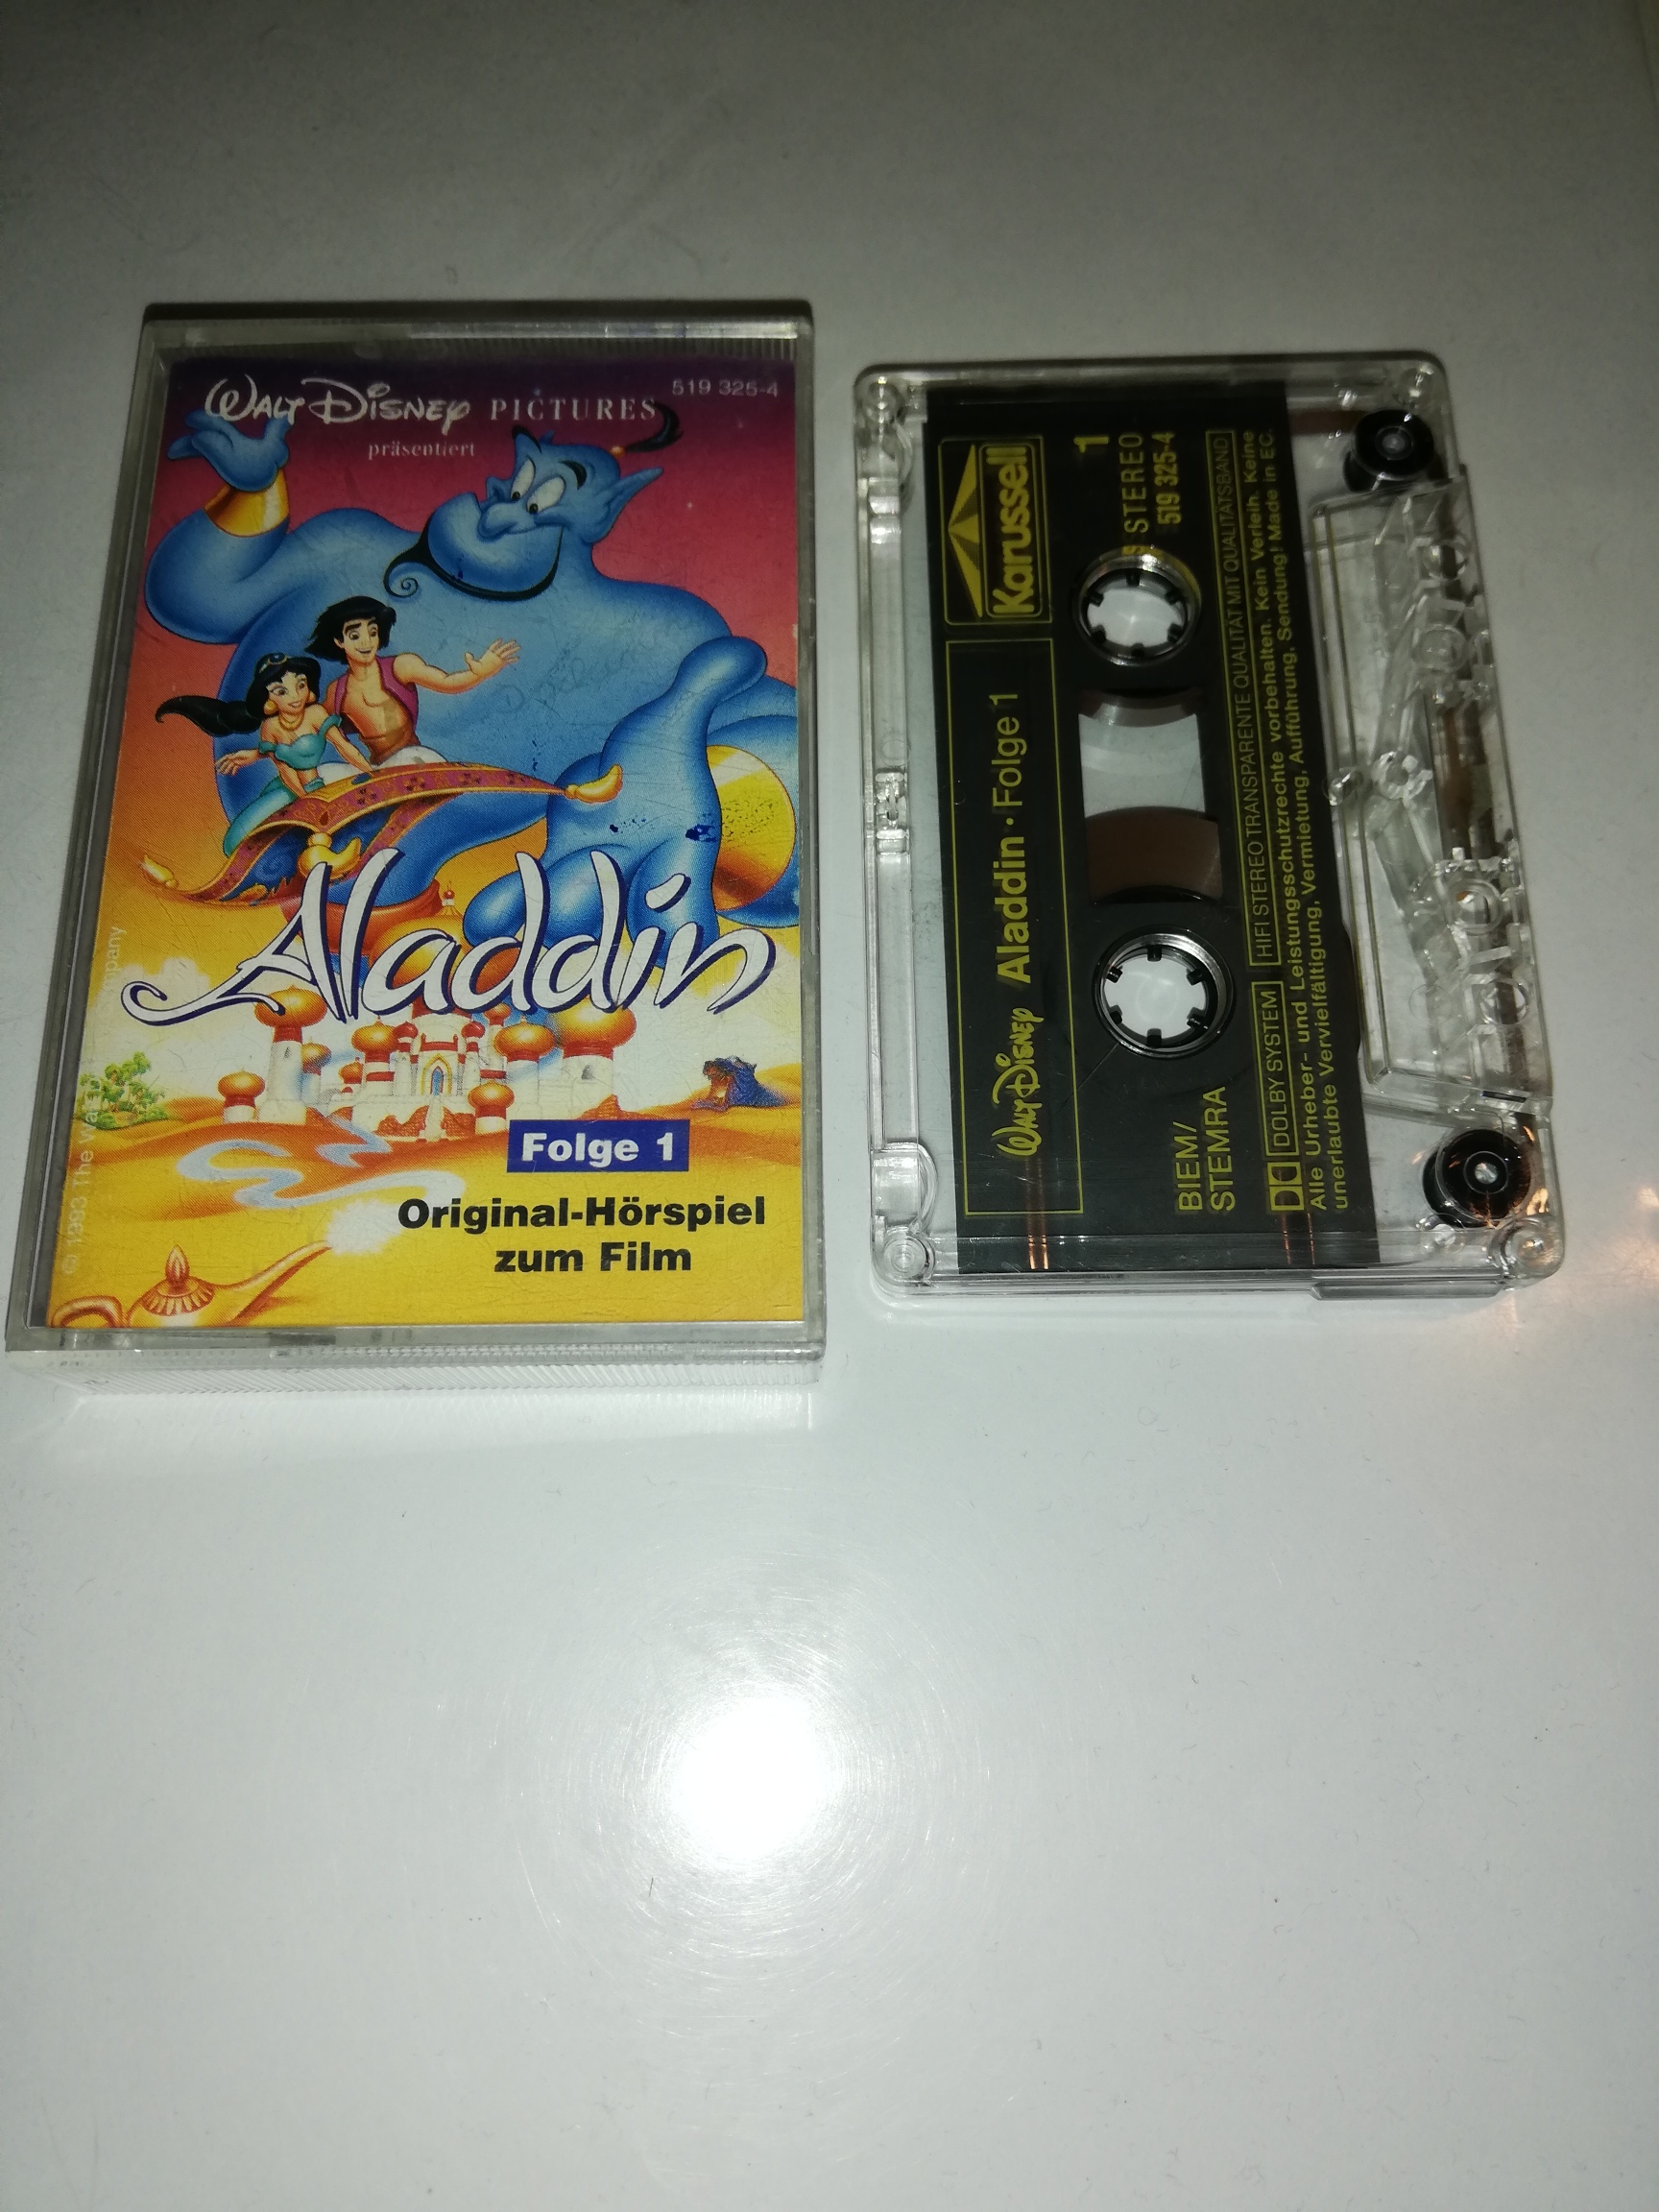 WALT DISNEY PICTURES
519 325-4
präsentiert
Aladdin
Folge 1
Original-Hörspiel
zum Film
© 1993 The Walt
Karussell
1
STEREO
519 325-4
WALT DISNEY Aladdin · Folge 1
BIEM/
STEMRA
DOLBY SYSTEM HIFI STEREO TRANSPARENTE QUALITÄT MIT QUALITÄTSBAND
Alle Urheber- und Leistungsschutzrechte vorbehalten. Kein Verleih. Keine
unerlaubte Vervielfältigung, Vermietung, Aufführung, Sendung! Made in EC.